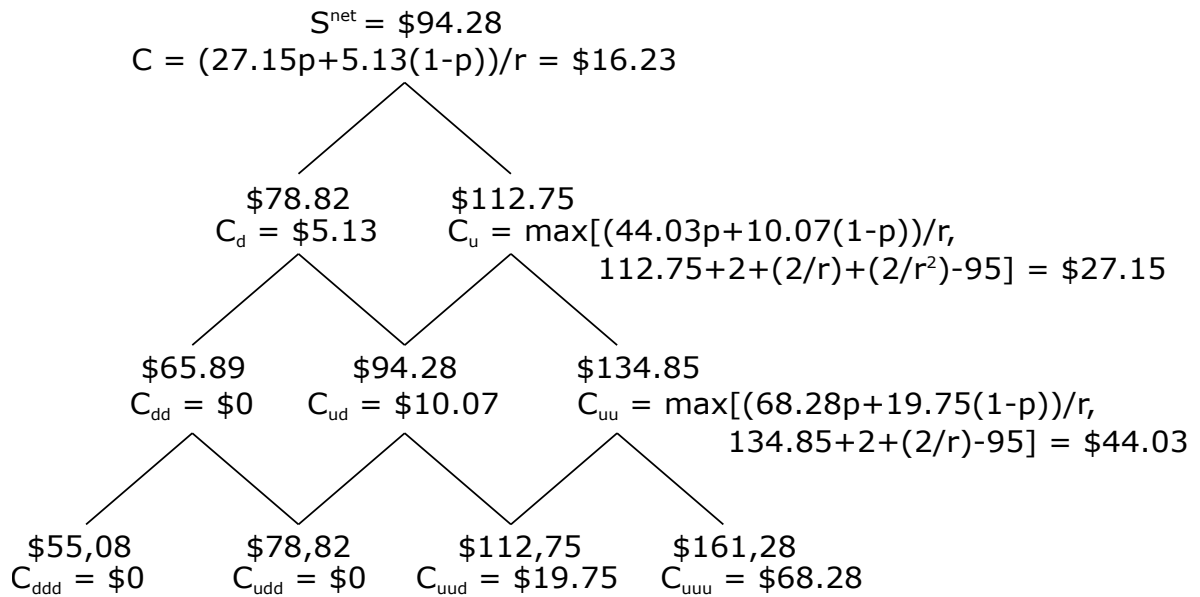 Sⁿᵉᵗ = $94.28
C = (27.15p+5.13(1-p))/r = $16.23
$78.82 $112.75
C_d = $5.13 C_u = max[(44.03p+10.07(1-p))/r,
112.75+2+(2/r)+(2/r²)-95] = $27.15
$65.89 $94.28 $134.85
C_dd = $0 C_ud = $10.07 C_uu = max[(68.28p+19.75(1-p))/r,
134.85+2+(2/r)-95] = $44.03
$55,08 $78,82 $112,75 $161,28
C_ddd = $0 C_udd = $0 C_uud = $19.75 C_uuu = $68.28